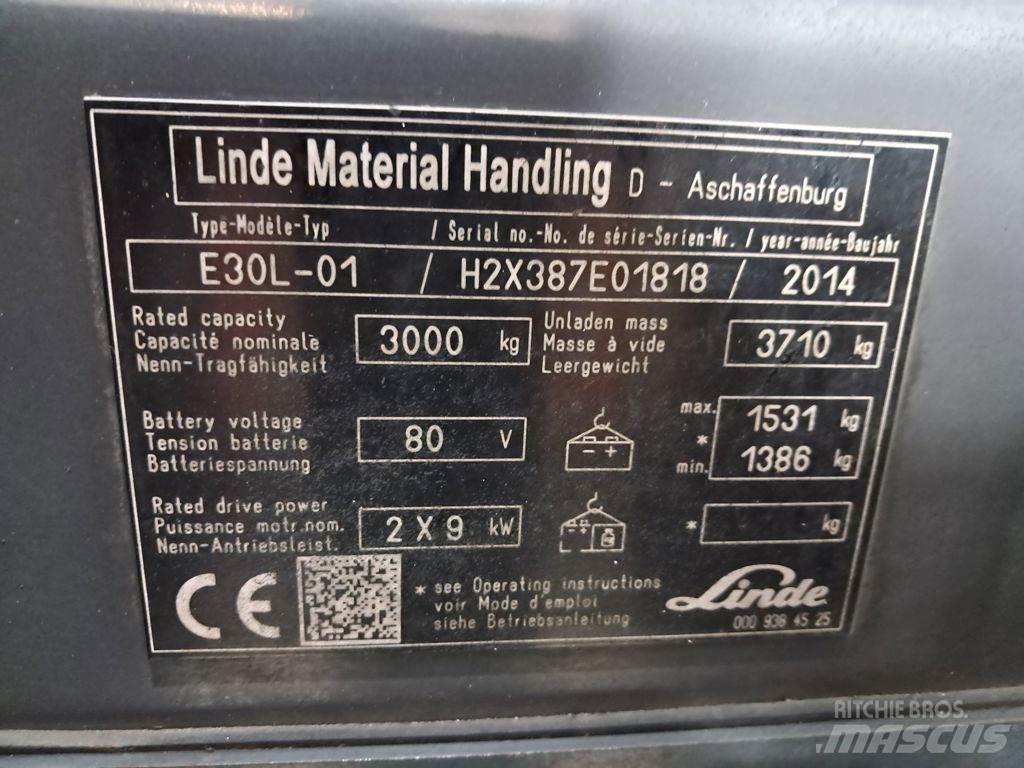 Linde Material Handling D - Aschaffenburg
Type-Modèle-Typ / Serial no.-No. de série-Serien-Nr. / year-année-Baujahr
E30L-01 / H2X387E01818 / 2014
Rated capacity
Capacité nominale
Nenn-Tragfähigkeit
3000 kg
Unladen mass
Masse à vide
Leergewicht
3710 kg
Battery voltage
Tension batterie
Batteriespannung
80 V
- +
max. 1531 kg
*
min. 1386 kg
Rated drive power
Puissance motr.nom.
Nenn-Antriebsleist.
2 X 9 kW
- +
* kg
CE
* see Operating instructions
voir Mode d'emploi
siehe Betriebsanleitung
Linde
000 936 45 25
RITCHIE BROS.
MASCUS